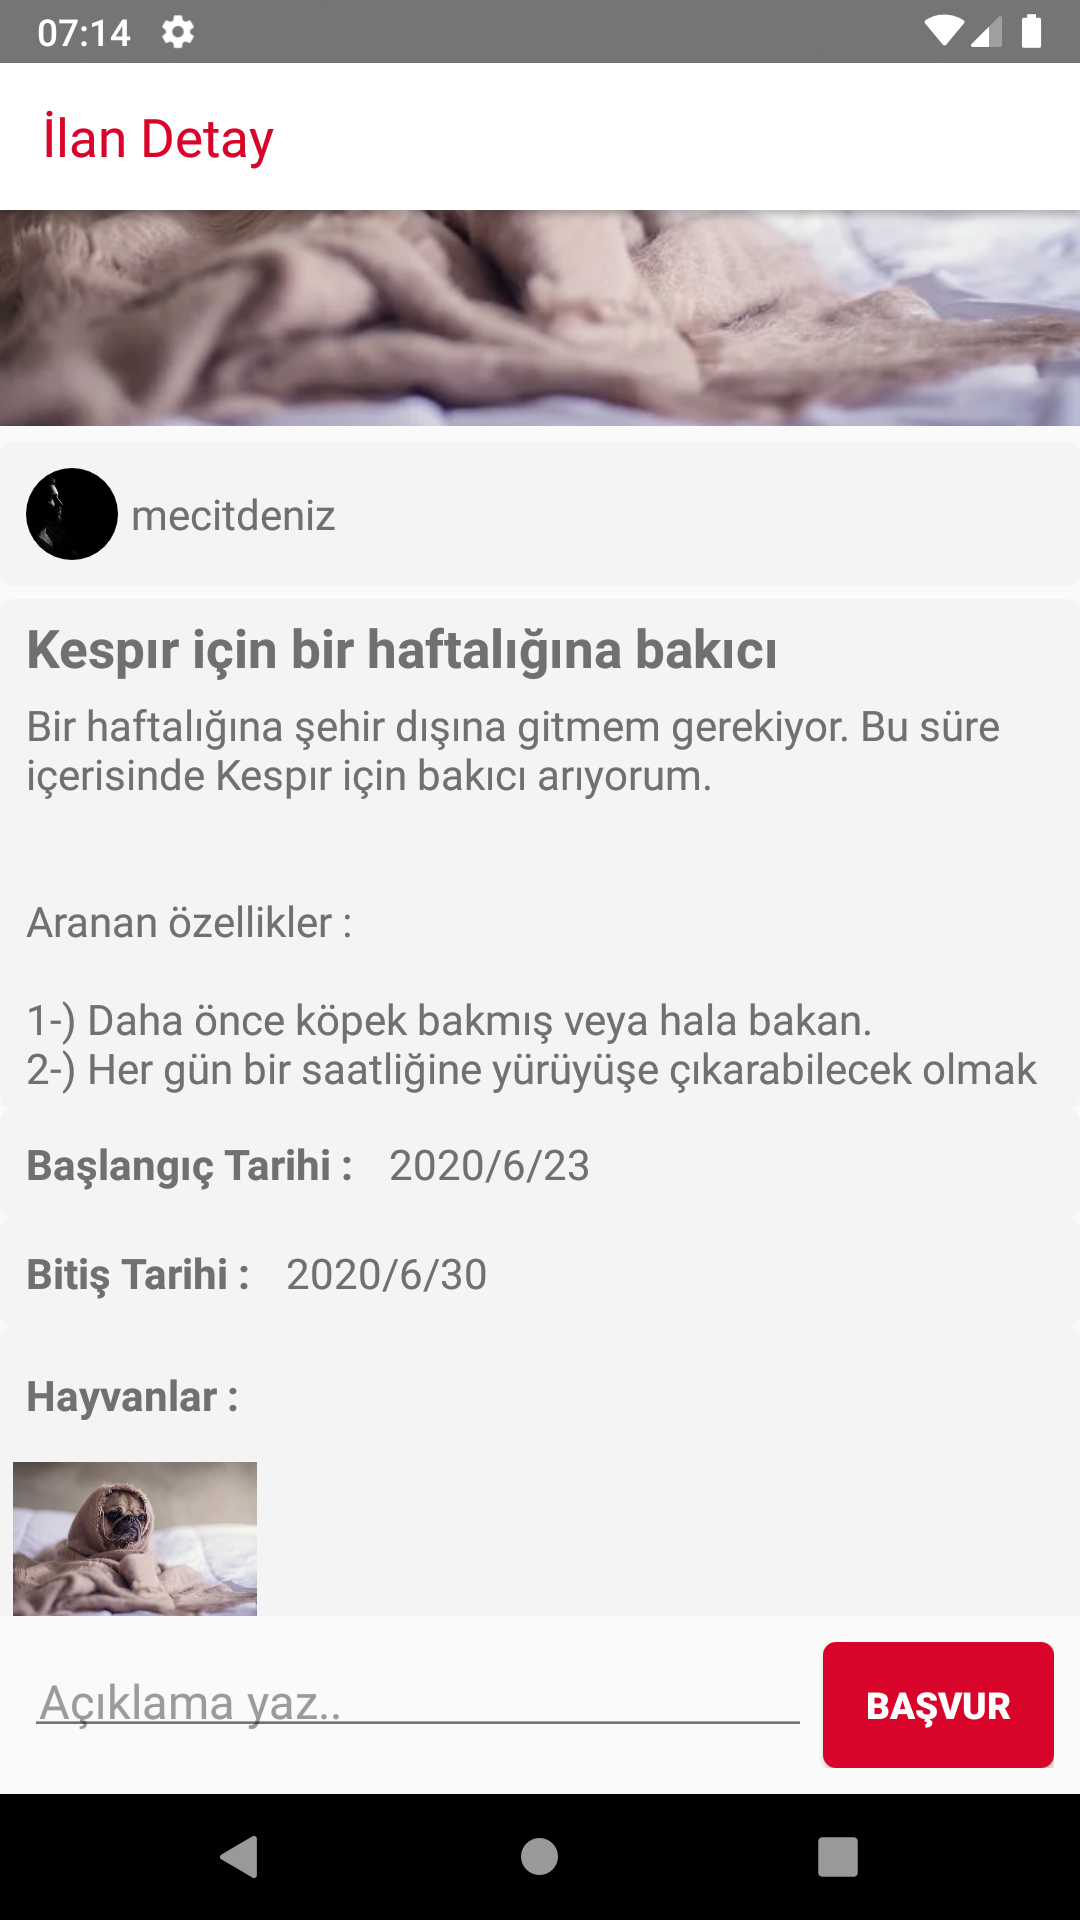 07:14
İlan Detay
mecitdeniz
Kespır için bir haftalığına bakıcı
Bir haftalığına şehir dışına gitmem gerekiyor. Bu süre
içerisinde Kespır için bakıcı arıyorum.
Aranan özellikler :
1-) Daha önce köpek bakmış veya hala bakan.
2-) Her gün bir saatliğine yürüyüşe çıkarabilecek olmak
Başlangıç Tarihi : 2020/6/23
Bitiş Tarihi : 2020/6/30
Hayvanlar :
Açıklama yaz..
BAŞVUR